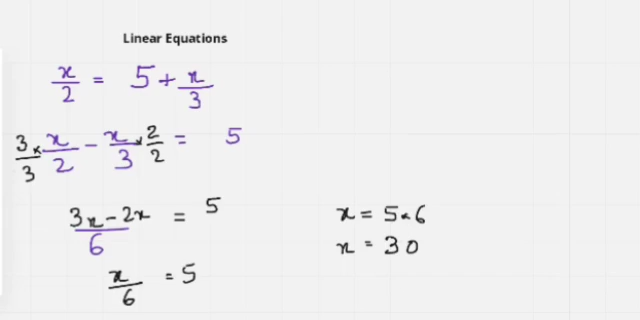 Linear Equations
x/2 = 5 + x/3
3/3 × x/2 - x/3 × 2/2 = 5
(3x - 2x)/6 = 5
x/6 = 5
x = 5 × 6
x = 30